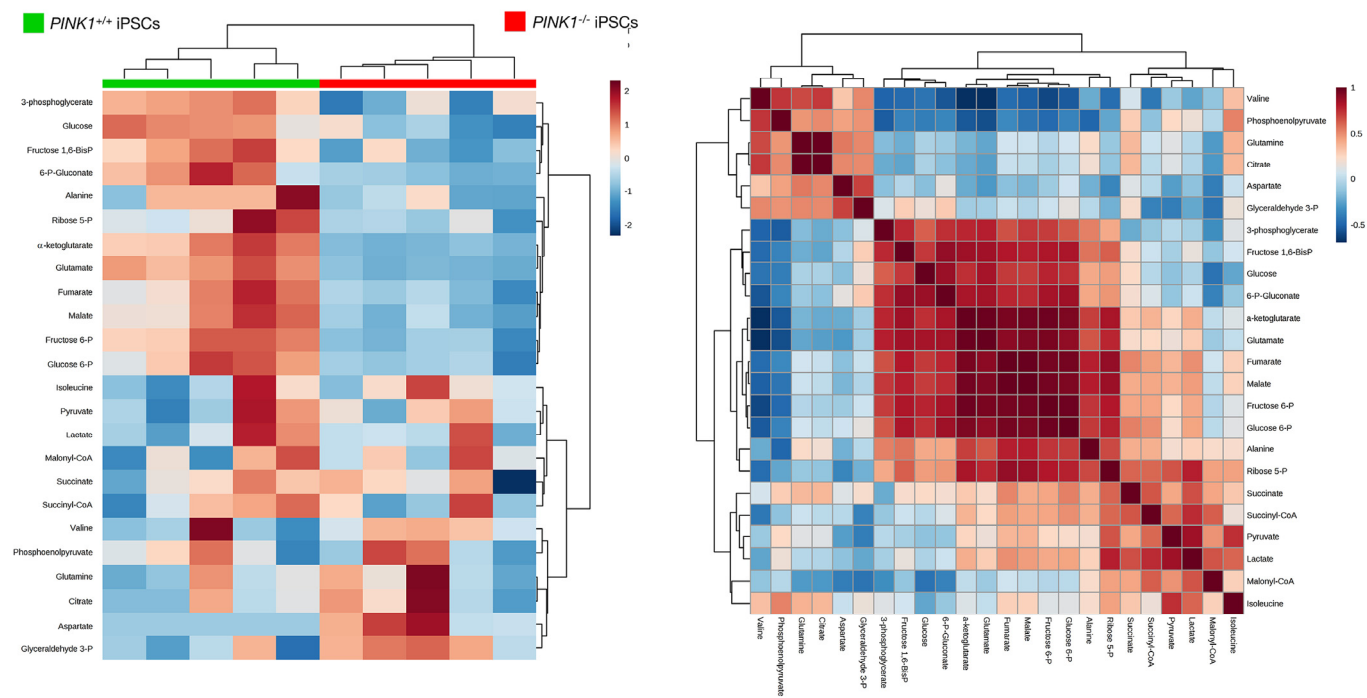 PINK1+/+ iPSCs
PINK1-/- iPSCs
3-phosphoglycerate
Glucose
Fructose 1,6-BisP
6-P-Gluconate
Alanine
Ribose 5-P
α-ketoglutarate
Glutamate
Fumarate
Malate
Fructose 6-P
Glucose 6-P
Isoleucine
Pyruvate
Lactate
Malonyl-CoA
Succinate
Succinyl-CoA
Valine
Phosphoenolpyruvate
Glutamine
Citrate
Aspartate
Glyceraldehyde 3-P
2
1
0
-1
-2
Valine
Phosphoenolpyruvate
Glutamine
Citrate
Aspartate
Glyceraldehyde 3-P
3-phosphoglycerate
Fructose 1,6-BisP
Glucose
6-P-Gluconate
a-ketoglutarate
Glutamate
Fumarate
Malate
Fructose 6-P
Glucose 6-P
Alanine
Ribose 5-P
Succinate
Succinyl-CoA
Pyruvate
Lactate
Malonyl-CoA
Isoleucine
1
0.5
0
-0.5
Valine
Phosphoenolpyruvate
Glutamine
Citrate
Aspartate
Glyceraldehyde 3-P
3-phosphoglycerate
Fructose 1,6-BisP
Glucose
6-P-Gluconate
a-ketoglutarate
Glutamate
Fumarate
Malate
Fructose 6-P
Glucose 6-P
Alanine
Ribose 5-P
Succinate
Succinyl-CoA
Pyruvate
Lactate
Malonyl-CoA
Isoleucine